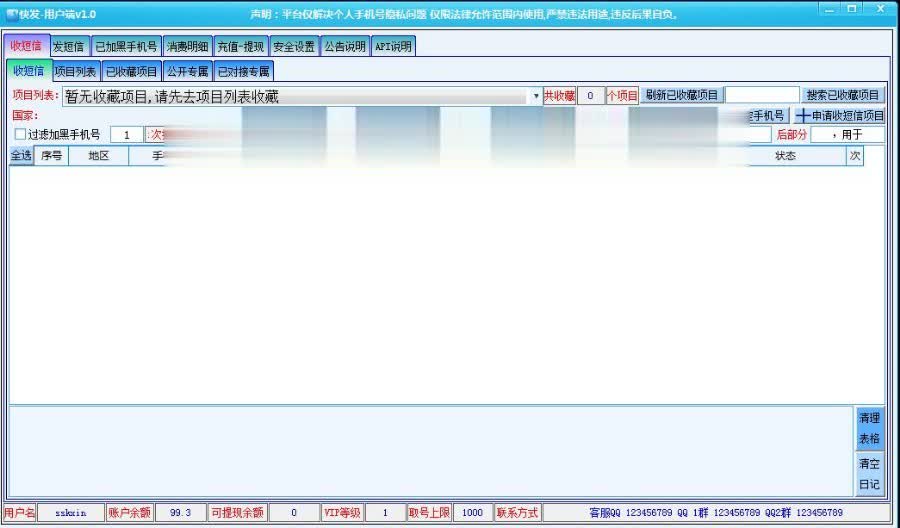 快发-用户端v1.0 声明：平台仅解决个人手机号隐私问题 仅限法律允许范围内使用,严禁违法用途,违反后果自负。
收短信 发短信 已加黑手机号 消费明细 充值-提现 安全设置 公告说明 API说明
收短信 项目列表 已收藏项目 公开专属 已对接专属
项目列表： 暂无收藏项目,请先去项目列表收藏 共收藏 0 个项目 刷新已收藏项目 搜索已收藏项目
国家： 手机号 申请收短信项目
过滤加黑手机号 1 次 后部分 ，用于
全选 序号 地区 手 状态 次
清理
表格
清空
日记
用户名 sskxin 账户余额 99.3 可提现余额 0 VIP等级 1 取号上限 1000 联系方式 客服QQ 123456789 QQ 1群 123456789 QQ2群 123456789